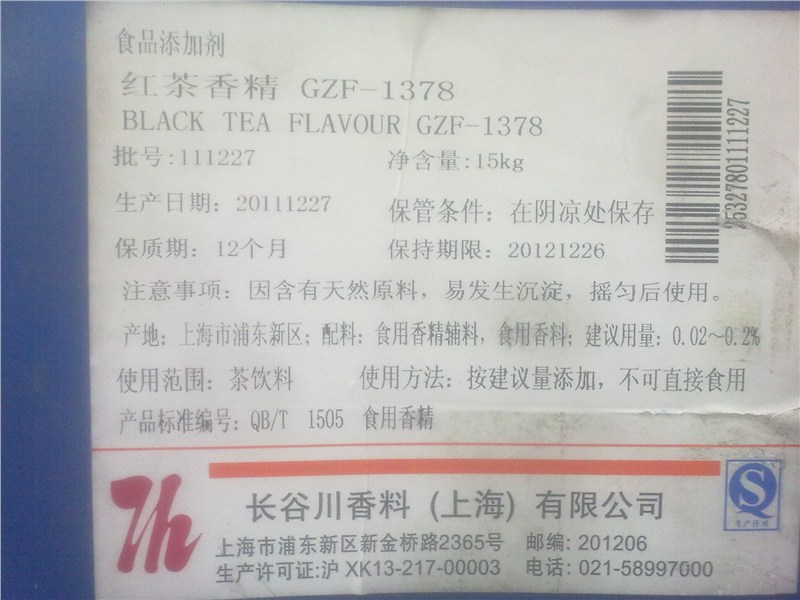 食品添加剂
红茶香精 GZF-1378
BLACK TEA FLAVOUR GZF-1378
批号:111227 净含量:15kg
生产日期: 20111227 保管条件: 在阴凉处保存
保质期: 12个月 保持期限: 20121226
注意事项: 因含有天然原料, 易发生沉淀, 摇匀后使用。
产地: 上海市浦东新区; 配料: 食用香精辅料, 食用香料; 建议用量: 0.02~0.2%
使用范围: 茶饮料 使用方法: 按建议量添加, 不可直接食用
产品标准编号: QB/T 1505 食用香精
25327801111227
长谷川香料 (上海) 有限公司
上海市浦东新区新金桥路2365号 邮编: 201206
生产许可证:沪 XK13-217-00003 电话: 021-58997000
生产许可